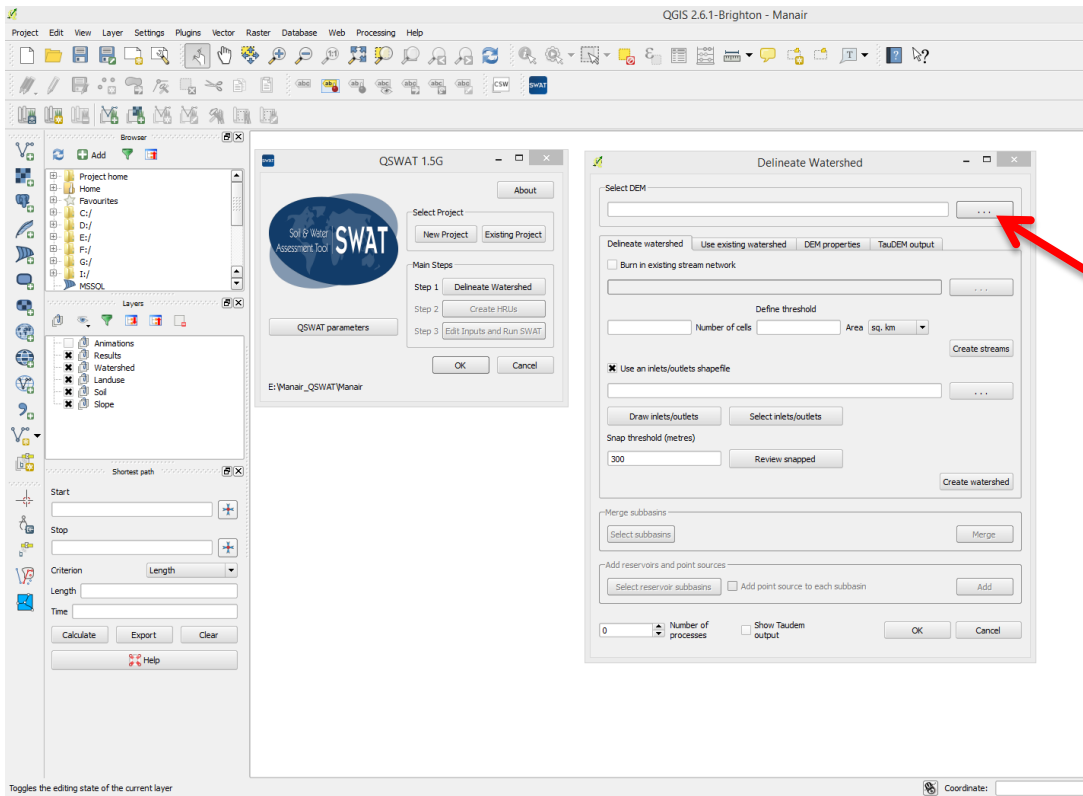 QGIS 2.6.1-Brighton - Manair
Project Edit View Layer Settings Plugins Vector Raster Database Web Processing Help
abc ab abc abc abc abc CSW SWAT
Browser
Add
Project home
Home
Favourites
C:/
D:/
E:/
F:/
G:/
I:/
MSSQL
Layers
Animations
Results
Watershed
Landuse
Soil
Slope
Shortest path
Start
Stop
Criterion Length
Length
Time
Calculate Export Clear
Help
QSWAT 1.5G
About
Soil & Water
Assessment Tool
SWAT
Select Project
New Project Existing Project
Main Steps
Step 1 Delineate Watershed
Step 2 Create HRUs
Step 3 Edit Inputs and Run SWAT
QSWAT parameters
OK Cancel
E:\Manair_QSWAT\Manair
Delineate Watershed
Select DEM
...
Delineate watershed Use existing watershed DEM properties TauDEM output
Burn in existing stream network
...
Define threshold
Number of cells Area sq. km
Create streams
Use an inlets/outlets shapefile
...
Draw inlets/outlets Select inlets/outlets
Snap threshold (metres)
300 Review snapped
Create watershed
Merge subbasins
Select subbasins Merge
Add reservoirs and point sources
Select reservoir subbasins Add point source to each subbasin Add
0 Number of processes Show Taudem output OK Cancel
Toggles the editing state of the current layer Coordinate: